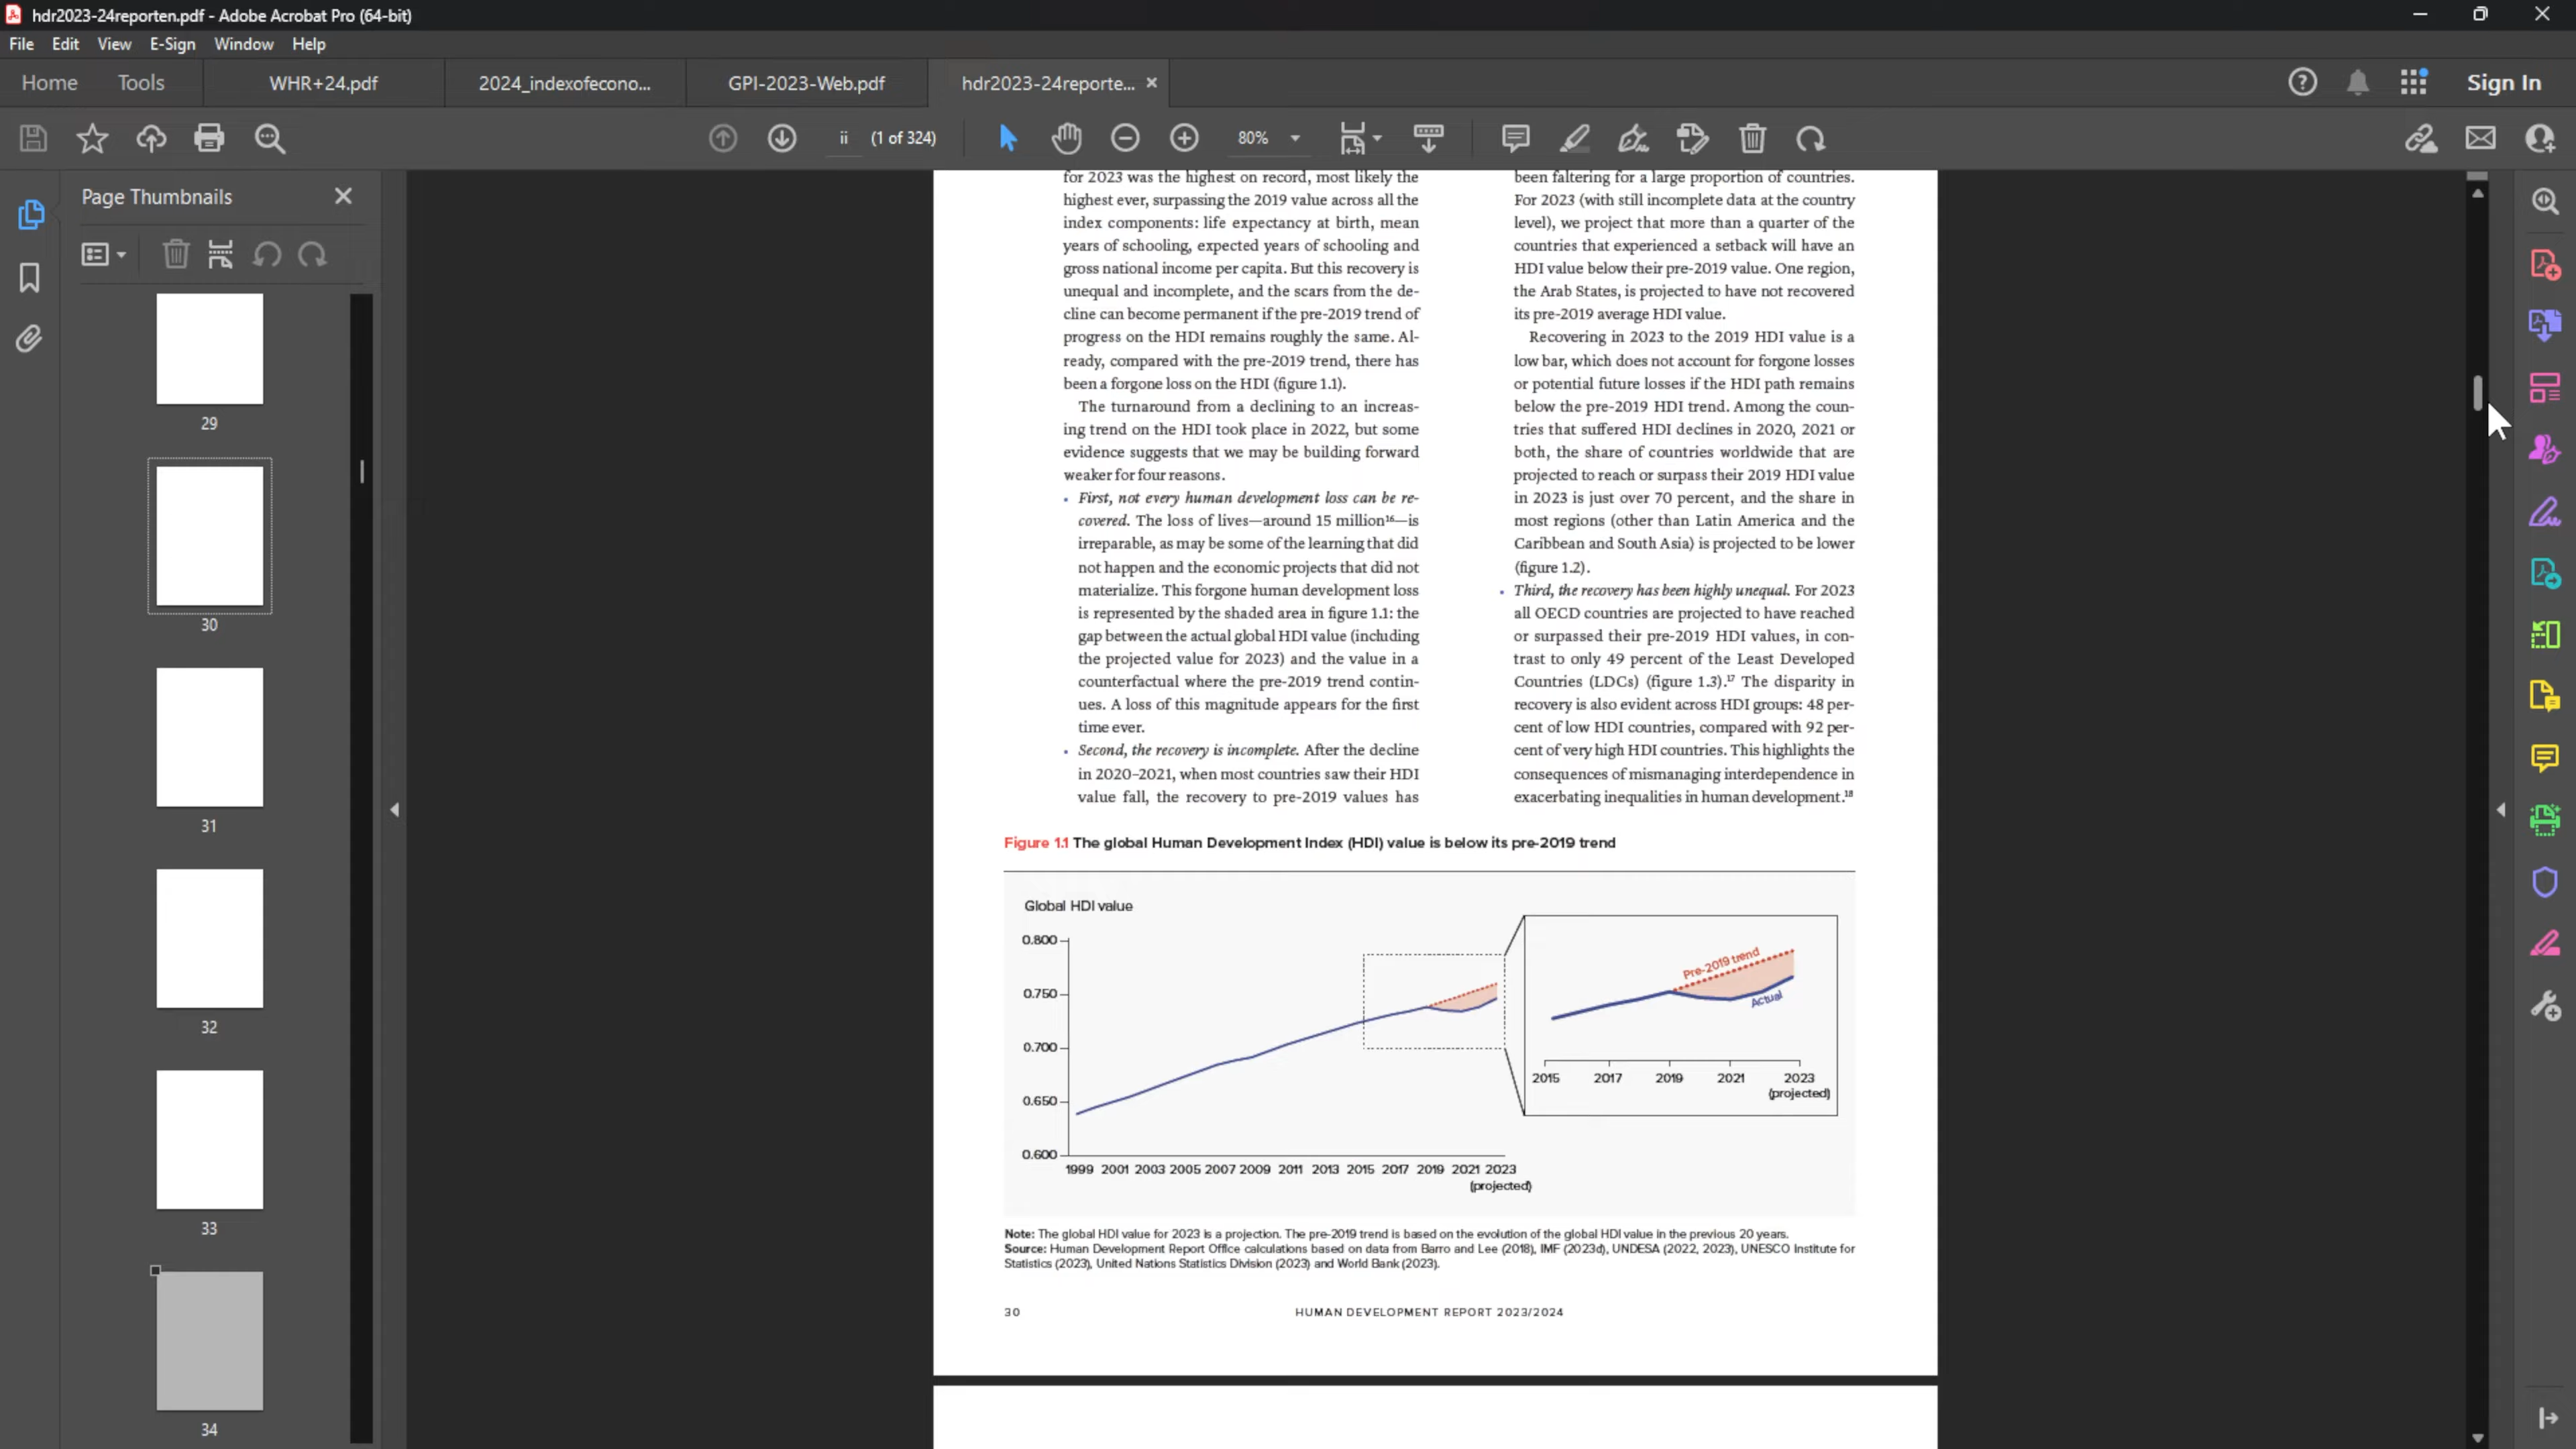 hdr2023-24reporten.pdf - Adobe Acrobat Pro (64-bit)
File Edit View E-Sign Window Help
Home Tools WHR+24.pdf 2024_indexofecono... GPI-2023-Web.pdf hdr2023-24reporte... Sign In
ii (1 of 324) 80%
Page Thumbnails
29
30
31
32
33
34
for 2023 was the highest on record, most likely the
highest ever, surpassing the 2019 value across all the
index components: life expectancy at birth, mean
years of schooling, expected years of schooling and
gross national income per capita. But this recovery is
unequal and incomplete, and the scars from the de-
cline can become permanent if the pre-2019 trend of
progress on the HDI remains roughly the same. Al-
ready, compared with the pre-2019 trend, there has
been a forgone loss on the HDI (figure 1.1).
The turnaround from a declining to an increas-
ing trend on the HDI took place in 2022, but some
evidence suggests that we may be building forward
weaker for four reasons.
• First, not every human development loss can be re-
covered. The loss of lives—around 15 million¹⁶—is
irreparable, as may be some of the learning that did
not happen and the economic projects that did not
materialize. This forgone human development loss
is represented by the shaded area in figure 1.1: the
gap between the actual global HDI value (including
the projected value for 2023) and the value in a
counterfactual where the pre-2019 trend contin-
ues. A loss of this magnitude appears for the first
time ever.
• Second, the recovery is incomplete. After the decline
in 2020–2021, when most countries saw their HDI
value fall, the recovery to pre-2019 values has
been faltering for a large proportion of countries.
For 2023 (with still incomplete data at the country
level), we project that more than a quarter of the
countries that experienced a setback will have an
HDI value below their pre-2019 value. One region,
the Arab States, is projected to have not recovered
its pre-2019 average HDI value.
Recovering in 2023 to the 2019 HDI value is a
low bar, which does not account for forgone losses
or potential future losses if the HDI path remains
below the pre-2019 HDI trend. Among the coun-
tries that suffered HDI declines in 2020, 2021 or
both, the share of countries worldwide that are
projected to reach or surpass their 2019 HDI value
in 2023 is just over 70 percent, and the share in
most regions (other than Latin America and the
Caribbean and South Asia) is projected to be lower
(figure 1.2).
• Third, the recovery has been highly unequal. For 2023
all OECD countries are projected to have reached
or surpassed their pre-2019 HDI values, in con-
trast to only 49 percent of the Least Developed
Countries (LDCs) (figure 1.3).¹⁷ The disparity in
recovery is also evident across HDI groups: 48 per-
cent of low HDI countries, compared with 92 per-
cent of very high HDI countries. This highlights the
consequences of mismanaging interdependence in
exacerbating inequalities in human development.¹⁸
Figure 1.1 The global Human Development Index (HDI) value is below its pre-2019 trend
Global HDI value
0.800
0.750
0.700
0.650
0.600
1999 2001 2003 2005 2007 2009 2011 2013 2015 2017 2019 2021 2023
(projected)
Pre-2019 trend
Actual
2015 2017 2019 2021 2023
(projected)
Note: The global HDI value for 2023 is a projection. The pre-2019 trend is based on the evolution of the global HDI value in the previous 20 years.
Source: Human Development Report Office calculations based on data from Barro and Lee (2018), IMF (2023d), UNDESA (2022, 2023), UNESCO Institute for
Statistics (2023), United Nations Statistics Division (2023) and World Bank (2023).
30 HUMAN DEVELOPMENT REPORT 2023/2024